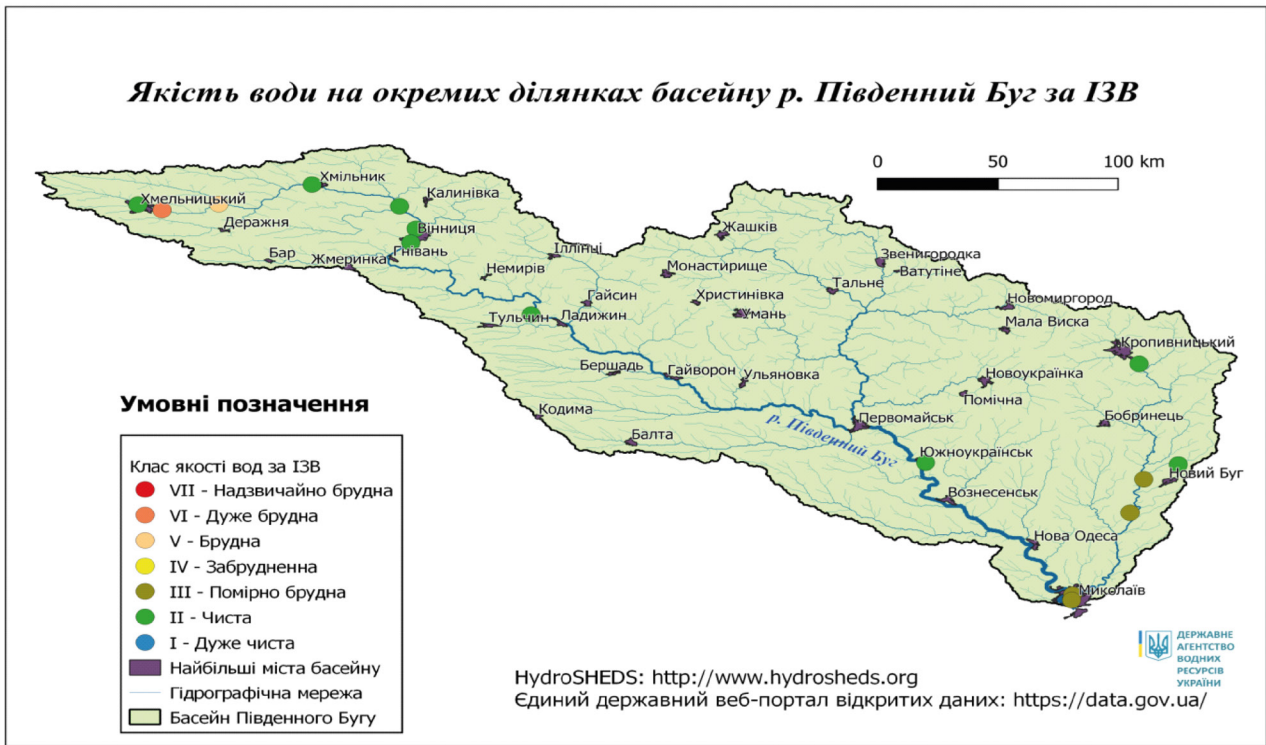 Якість води на окремих ділянках басейну р. Південний Буг за ІЗВ
0 50 100 km
Хмільник
Хмельницький
Калинівка
Деражня
Вінниця
Жашків
Бар
Жмеринка
Гнівань
Іллінці
Звенигородка
Ватутіне
Немирів
Монастирище
Тальне
Гайсин
Христинівка
Новомиргород
Тульчин
Ладижин
Умань
Мала Виска
Кропивницький
Бершадь
Гайворон
Ульяновка
Новоукраїнка
Помічна
Умовні позначення
Кодима
Первомайськ
Бобринець
Балта
р. Південний Буг
Южноукраїнськ
Новий Буг
Вознесенськ
Нова Одеса
Миколаїв
Клас якості вод за ІЗВ
VII - Надзвичайно брудна
VI - Дуже брудна
V - Брудна
IV - Забрудненна
III - Помірно брудна
II - Чиста
I - Дуже чиста
Найбільші міста басейну
Гідрографічна мережа
Басейн Південного Бугу
ДЕРЖАВНЕ
АГЕНТСТВО
ВОДНИХ
РЕСУРСІВ
УКРАЇНИ
HydroSHEDS: http://www.hydrosheds.org
Єдиний державний веб-портал відкритих даних: https://data.gov.ua/